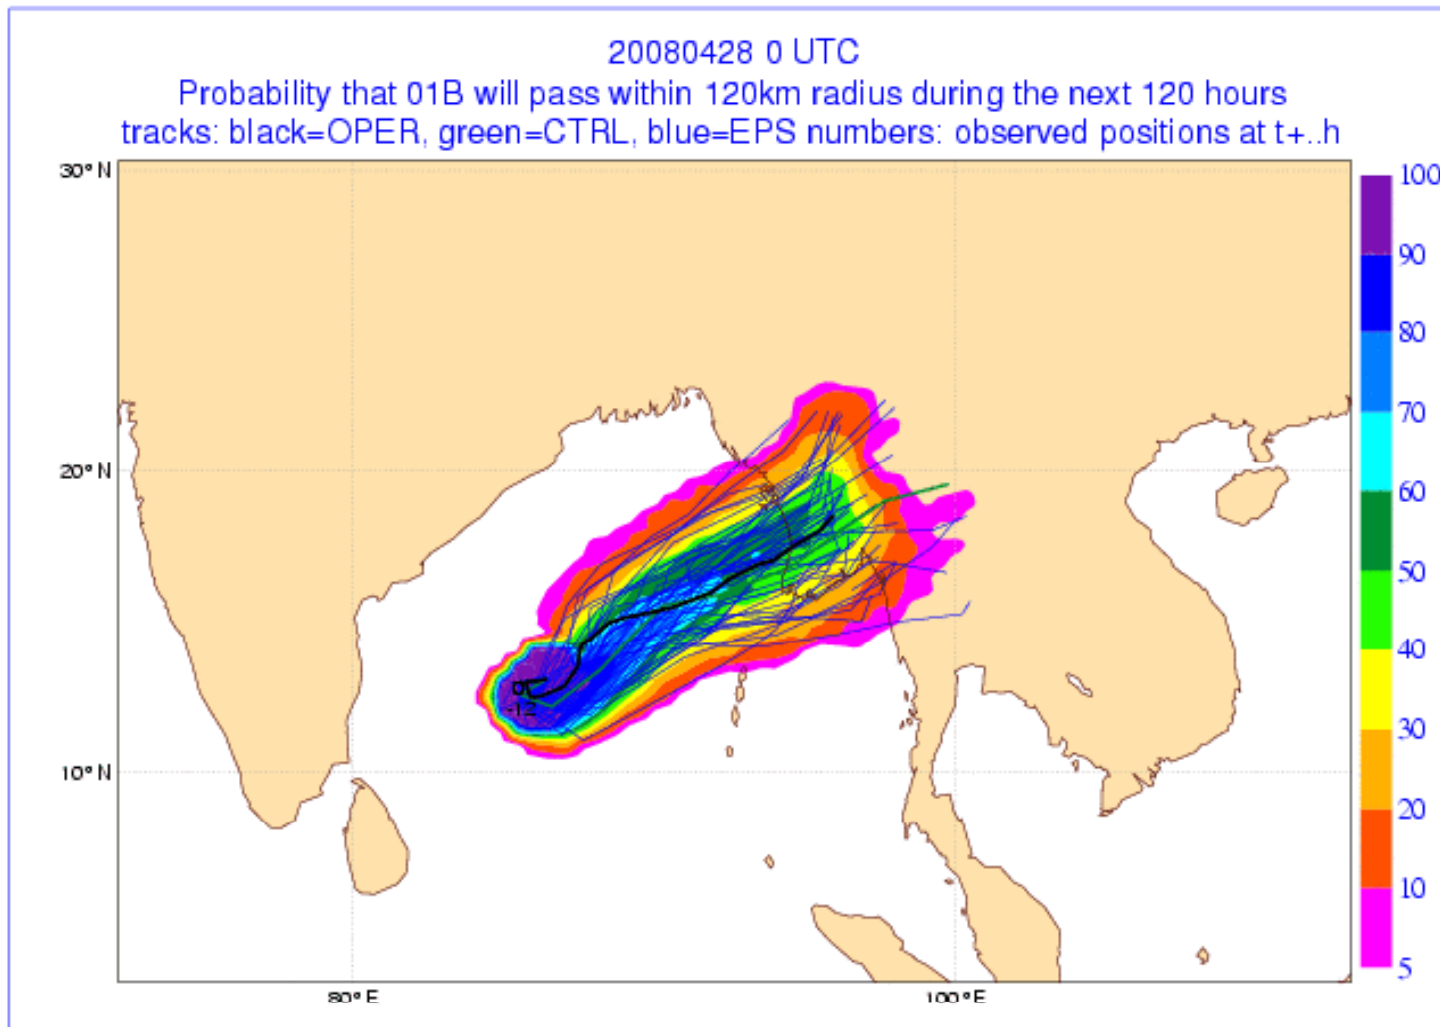 20080428 0 UTC
Probability that 01B will pass within 120km radius during the next 120 hours
tracks: black=OPER, green=CTRL, blue=EPS numbers: observed positions at t+..h
30°N
20°N
10°N
80°E
100°E
0
-12
100
90
80
70
60
50
40
30
20
10
5